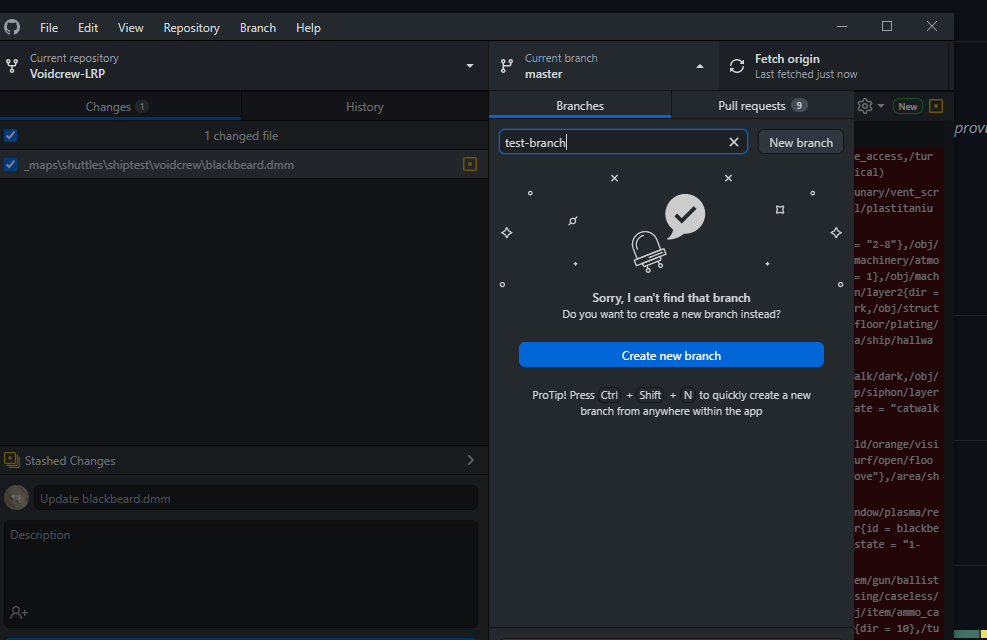 File Edit View Repository Branch Help
Current repository
Voidcrew-LRP
Current branch
master
Fetch origin
Last fetched just now
Changes 1
History
Branches
Pull requests 9
New
1 changed file
_maps\shuttles\shiptest\voidcrew\blackbeard.dmm
test-branch
New branch
Sorry, I can't find that branch
Do you want to create a new branch instead?
Create new branch
ProTip! Press Ctrl + Shift + N to quickly create a new
branch from anywhere within the app
Stashed Changes
Update blackbeard.dmm
Description
provi
e_access,/tur
ical)
unary/vent_scr
l/plastitaniu
= "2-8"},/obj/
machinery/atmo
= 1},/obj/mach
n/layer2{dir =
rk,/obj/struct
floor/plating/
a/ship/hallwa
alk/dark,/obj/
p/siphon/layer
ate = "catwalk
ld/orange/visi
urf/open/floo
ove"},/area/sh
ndow/plasma/re
r{id = blackbe
state = "1-
em/gun/ballist
sing/caseless/
j/item/ammo_ca
{dir = 10},/tu